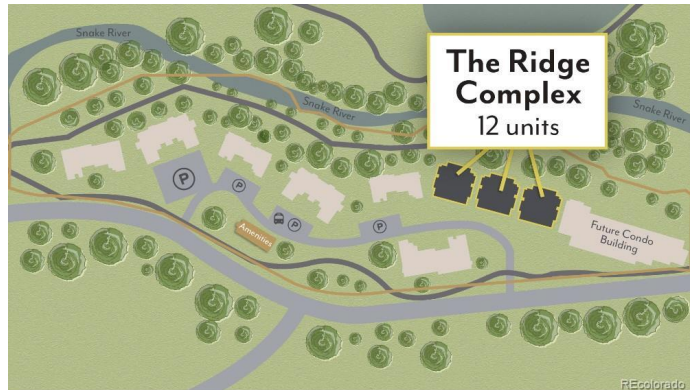 Snake River
Snake River
Snake River
The Ridge
Complex
12 units
P
P
P
P
Amenities
Future Condo
Building
REcolorado